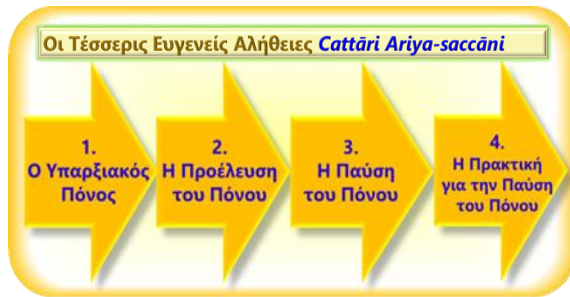 Οι Τέσσερις Ευγενείς Αλήθειες Cattāri Ariya-saccāni
1.
Ο Υπαρξιακός
Πόνος
2.
Η Προέλευση
του Πόνου
3.
Η Παύση
του Πόνου
4.
Η Πρακτική
για την Παύση
του Πόνου